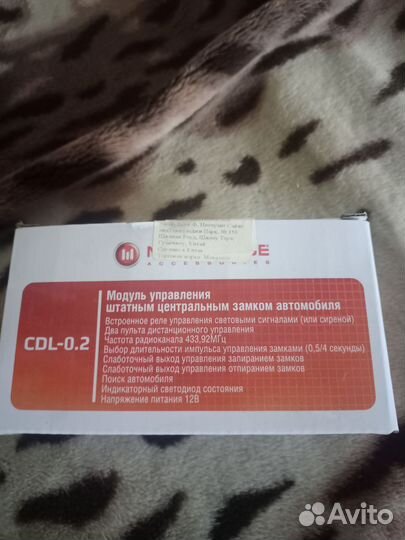 ACCESSORIES
Модуль управления
штатным центральным замком автомобиля
CDL-0.2
Встроенное реле управления световыми сигналами (или сиреной)
Два пульта дистанционного управления
Частота радиоканала 433,92МГц
Выбор длительности импульса управления замками (0,5/4 секунды)
Слаботочный выход управления запиранием замков
Слаботочный выход управления отпиранием замков
Поиск автомобиля
Индикаторный светодиод состояния
Напряжение питания 12В
Avito